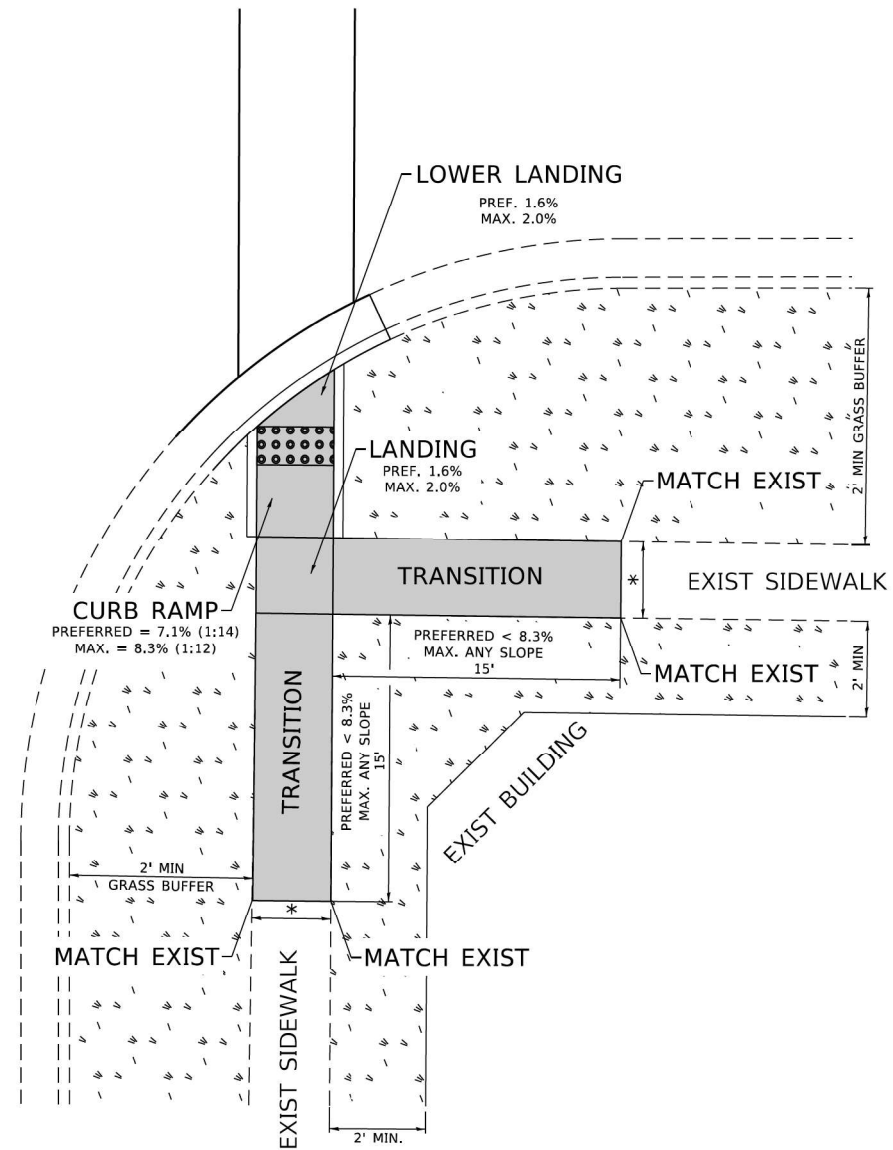 LOWER LANDING
PREF. 1.6%
MAX. 2.0%
LANDING
PREF. 1.6%
MAX. 2.0%
2' MIN GRASS BUFFER
MATCH EXIST
TRANSITION
*
EXIST SIDEWALK
CURB RAMP
PREFERRED = 7.1% (1:14)
MAX. = 8.3% (1:12)
PREFERRED < 8.3%
MAX. ANY SLOPE
15'
MATCH EXIST
2' MIN
TRANSITION
PREFERRED < 8.3%
MAX. ANY SLOPE
15'
EXIST BUILDING
2' MIN
GRASS BUFFER
*
MATCH EXIST
MATCH EXIST
EXIST SIDEWALK
2' MIN.